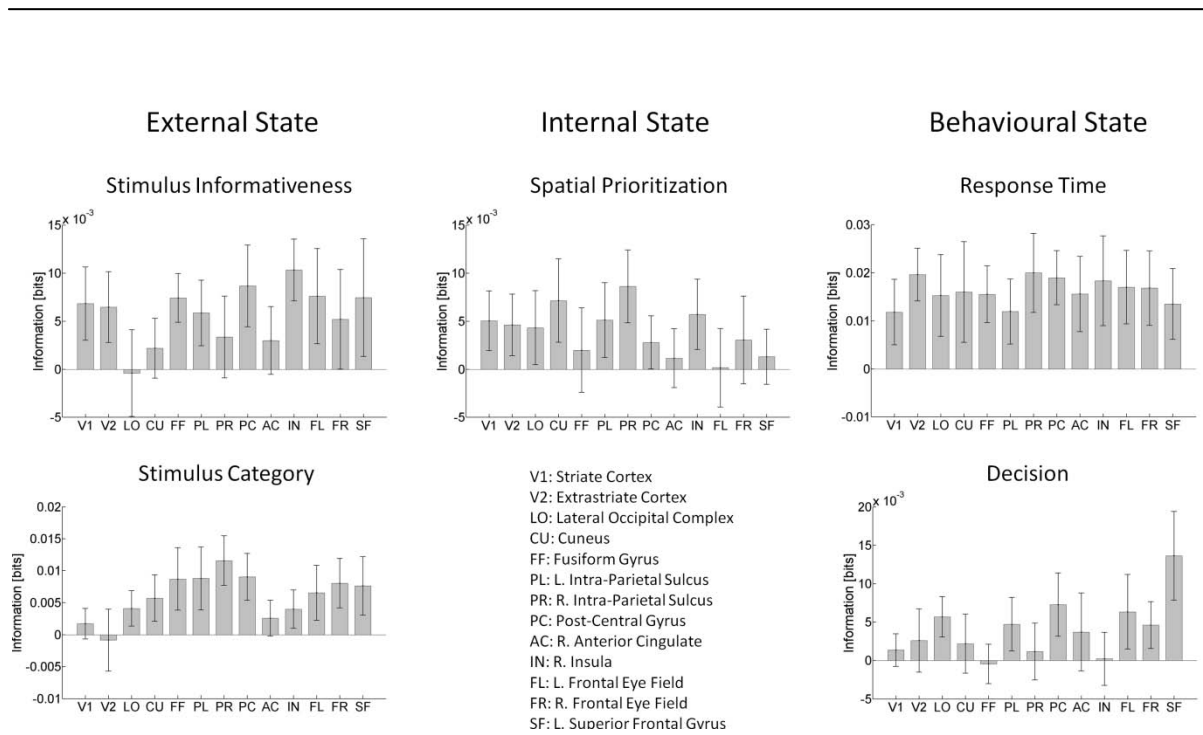 External State
Internal State
Behavioural State
Stimulus Informativeness
15 x 10⁻³
10
5
0
-5
Information [bits]
V1 V2 LO CU FF PL PR PC AC IN FL FR SF
Spatial Prioritization
15 x 10⁻³
10
5
0
-5
Information [bits]
V1 V2 LO CU FF PL PR PC AC IN FL FR SF
Response Time
0.03
0.02
0.01
0
-0.01
Information [bits]
V1 V2 LO CU FF PL PR PC AC IN FL FR SF
Stimulus Category
0.02
0.015
0.01
0.005
0
-0.005
-0.01
Information [bits]
V1 V2 LO CU FF PL PR PC AC IN FL FR SF
V1: Striate Cortex
V2: Extrastriate Cortex
LO: Lateral Occipital Complex
CU: Cuneus
FF: Fusiform Gyrus
PL: L. Intra-Parietal Sulcus
PR: R. Intra-Parietal Sulcus
PC: Post-Central Gyrus
AC: R. Anterior Cingulate
IN: R. Insula
FL: L. Frontal Eye Field
FR: R. Frontal Eye Field
SF: L. Superior Frontal Gyrus
Decision
20 x 10⁻³
15
10
5
0
-5
Information [bits]
V1 V2 LO CU FF PL PR PC AC IN FL FR SF